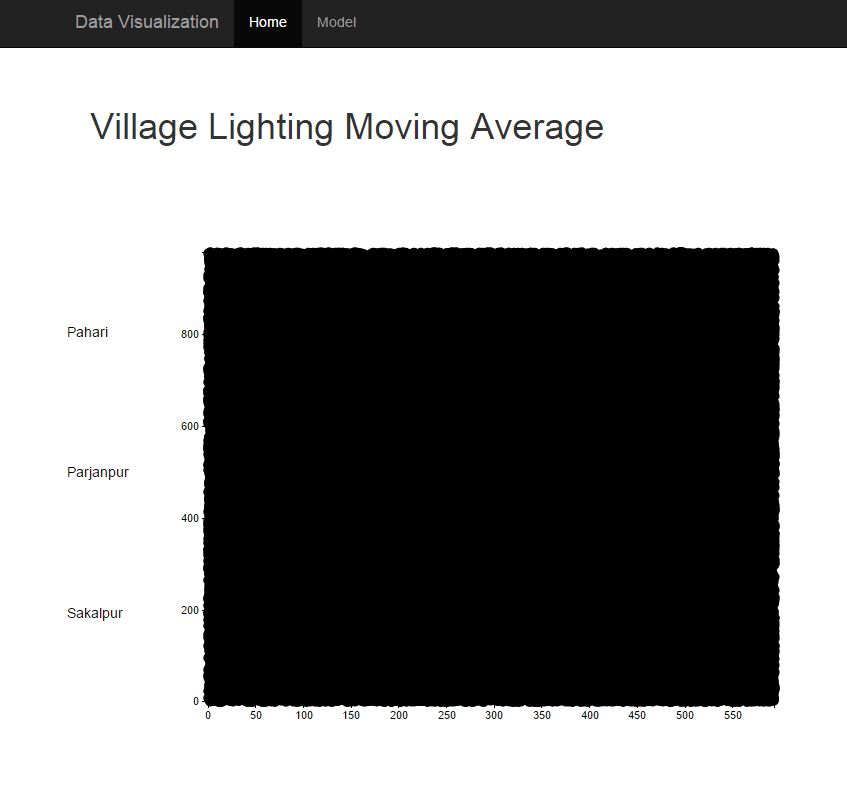 Data Visualization Home Model
Village Lighting Moving Average
Pahari
Parjanpur
Sakalpur
800
600
400
200
0
0 50 100 150 200 250 300 350 400 450 500 550